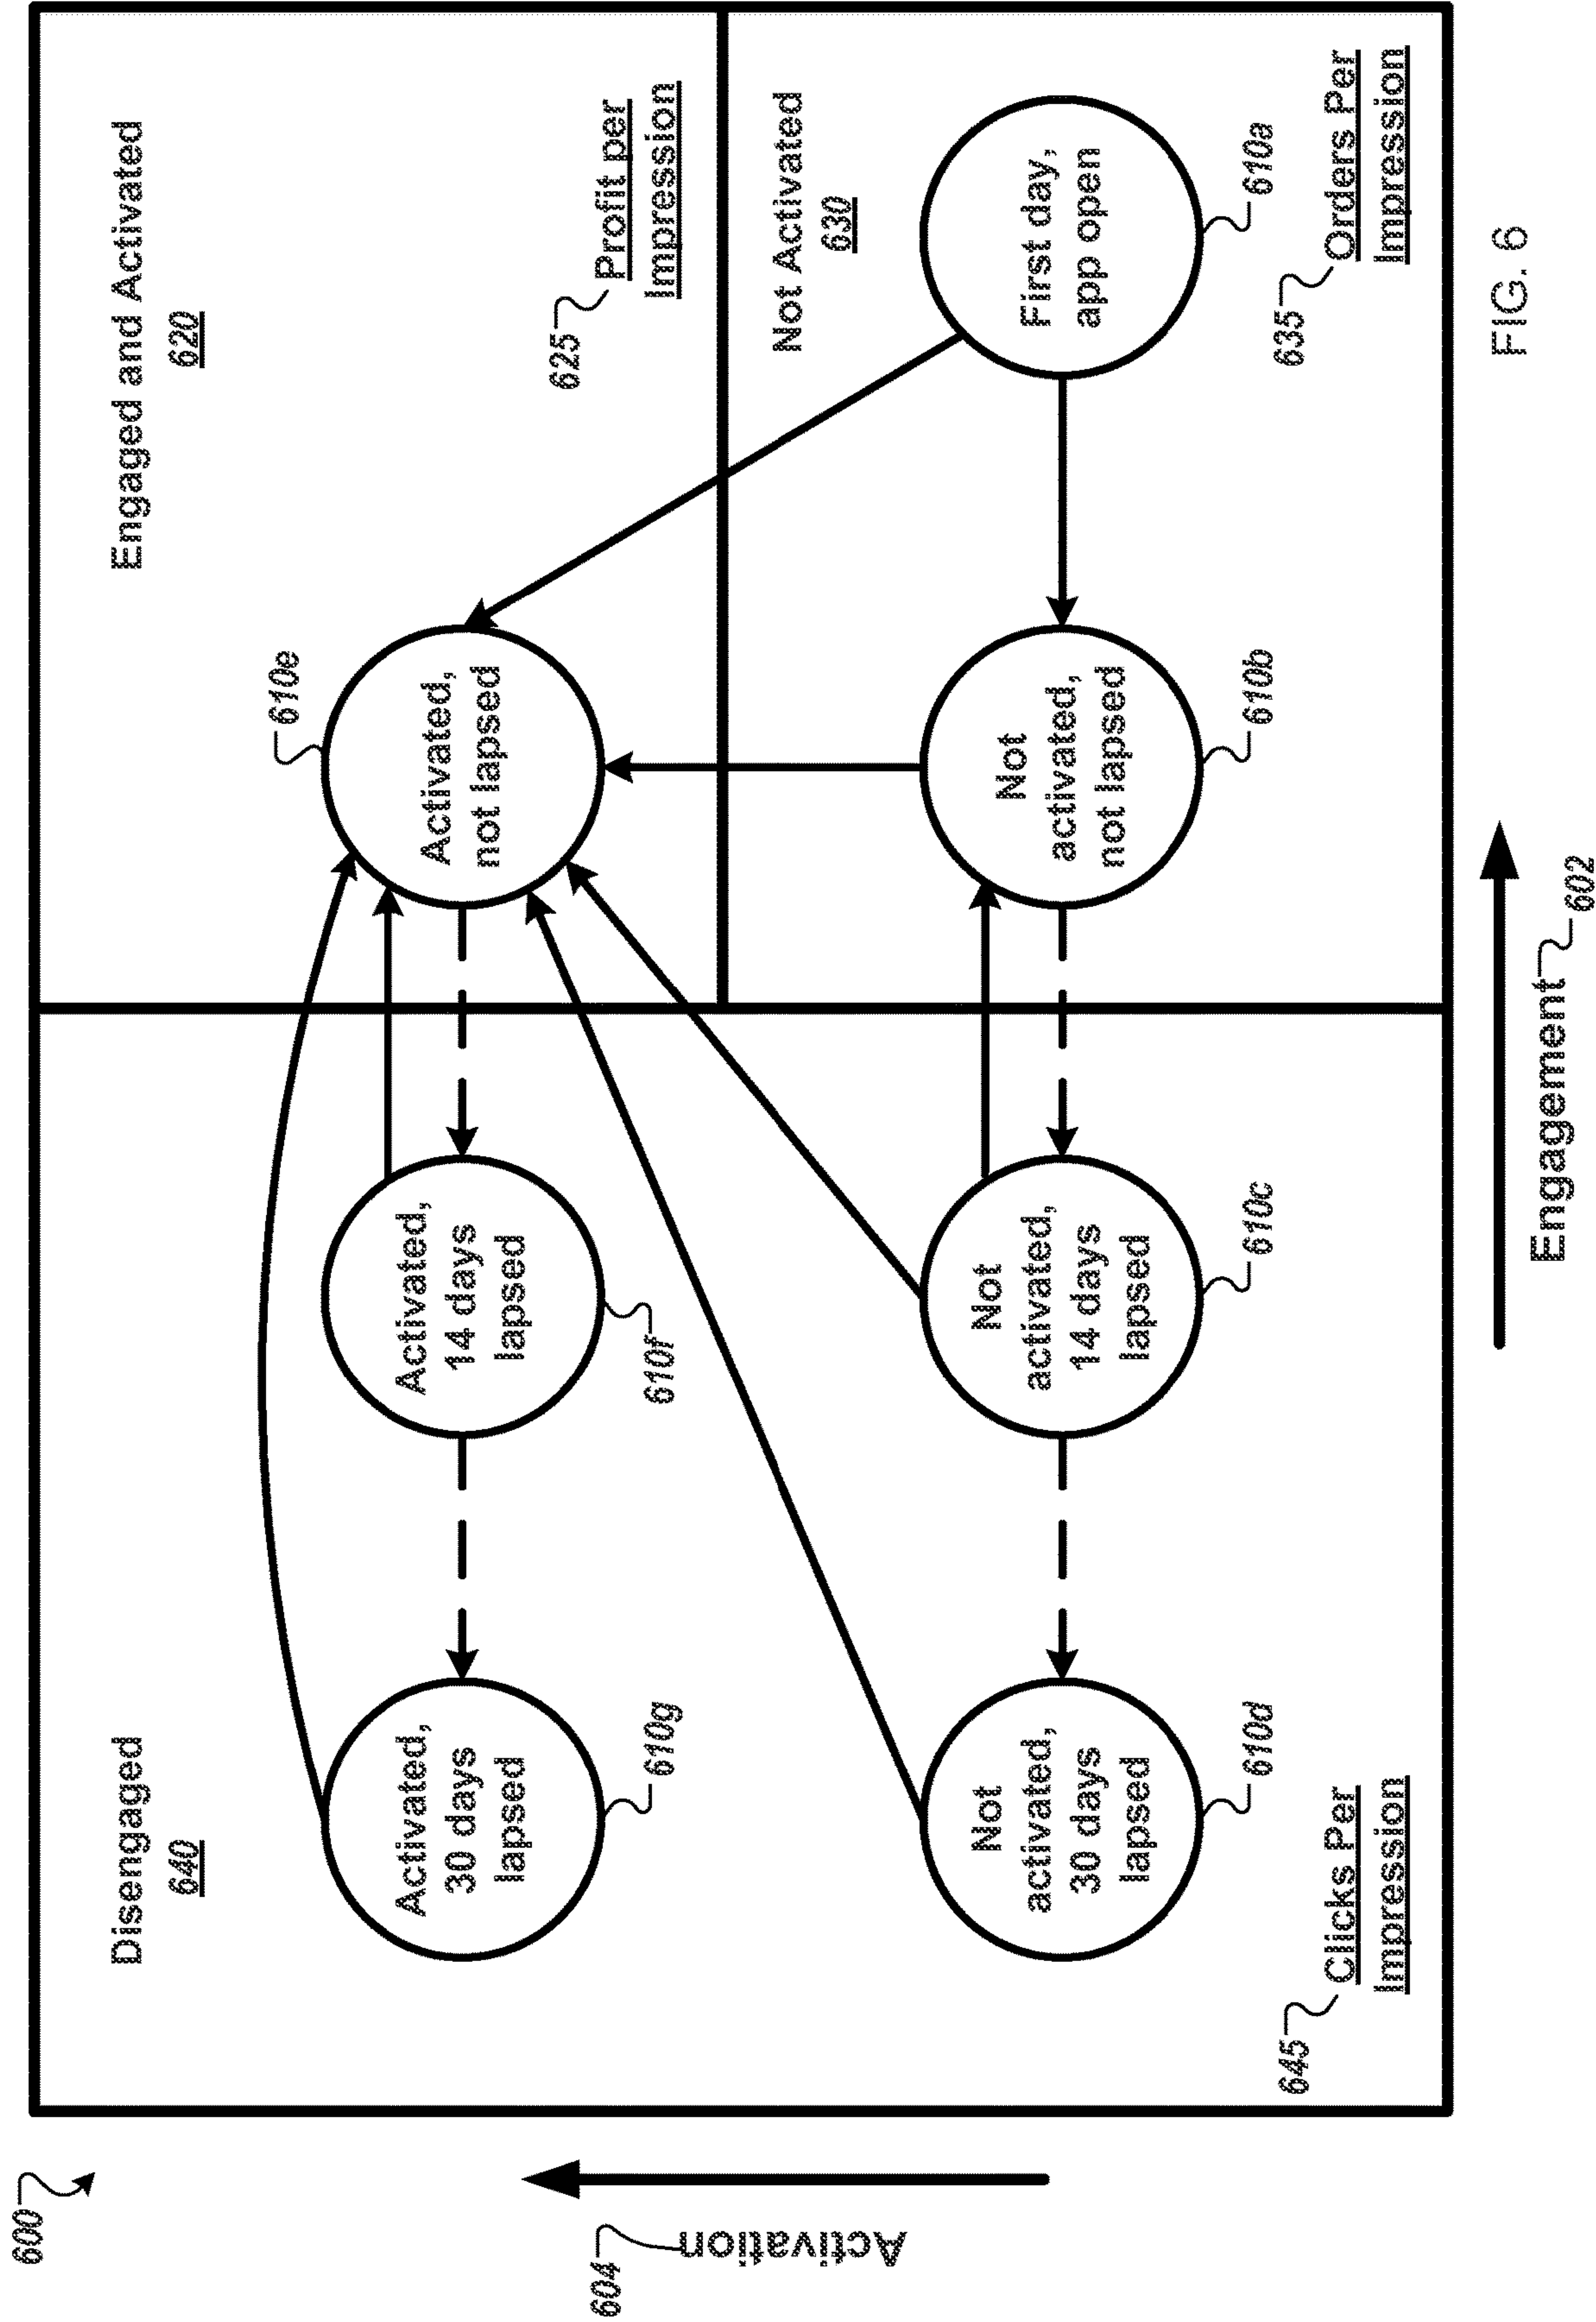 600
Disengaged
640
Engaged and Activated
620
610e
Activated,
30 days
lapsed
610g
Activated,
14 days
lapsed
610f
Activated,
not lapsed
625
Profit per
Impression
Not Activated
630
Not
activated,
30 days
lapsed
610d
Not
activated,
14 days
lapsed
610c
Not
activated,
not lapsed
610b
First day,
app open
610a
645
Clicks Per
Impression
635
Orders Per
Impression
604
Activation
Engagement
602
FIG. 6